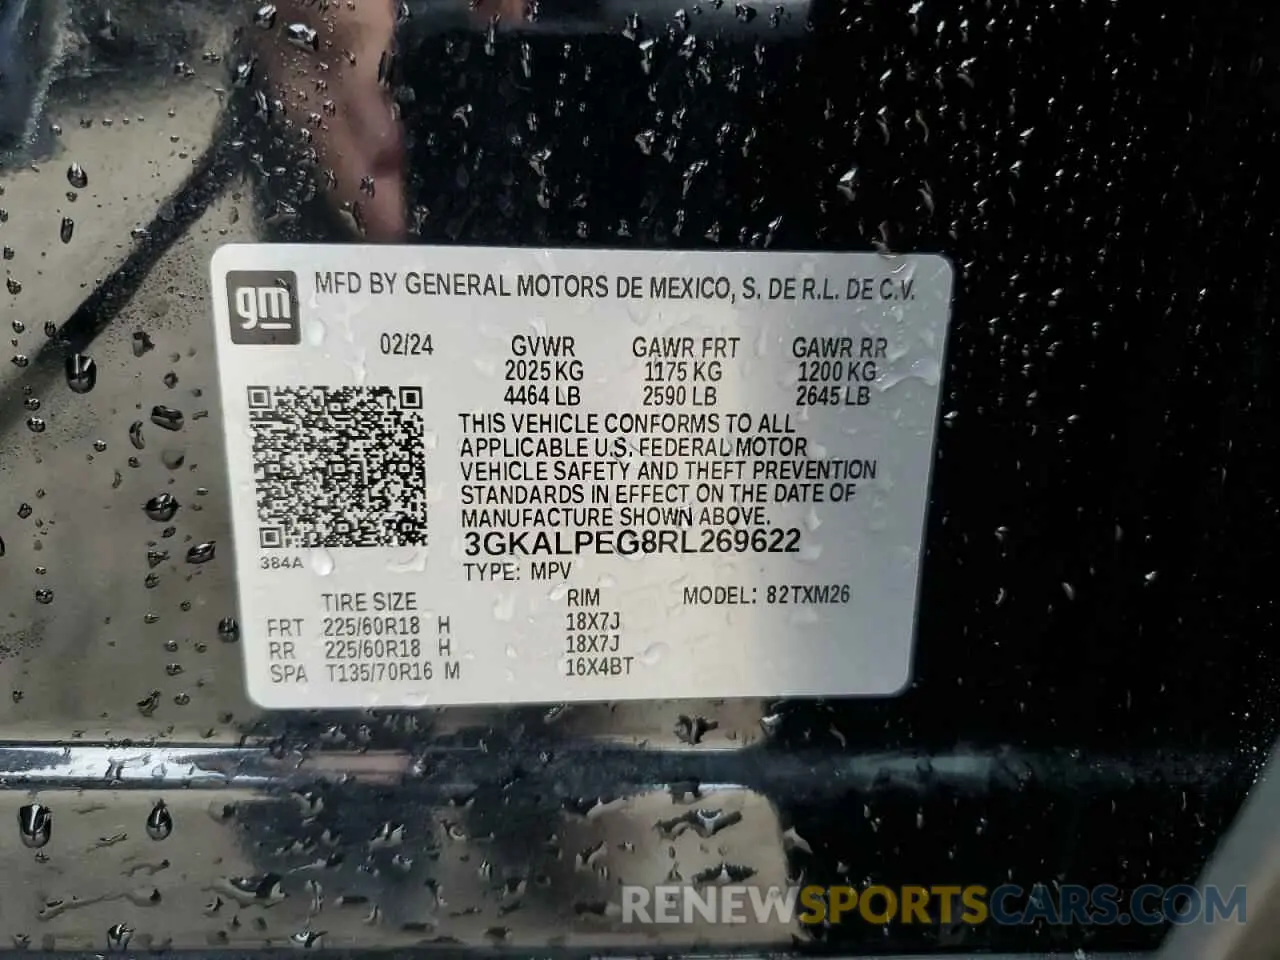 gm
MFD BY GENERAL MOTORS DE MEXICO, S. DE R.L. DE C.V.
02/24 GVWR GAWR FRT GAWR RR
2025 KG 1175 KG 1200 KG
4464 LB 2590 LB 2645 LB
THIS VEHICLE CONFORMS TO ALL
APPLICABLE U.S. FEDERAL MOTOR
VEHICLE SAFETY AND THEFT PREVENTION
STANDARDS IN EFFECT ON THE DATE OF
MANUFACTURE SHOWN ABOVE.
3GKALPEG8RL269622
384A
TYPE: MPV
TIRE SIZE RIM MODEL: 82TXM26
FRT 225/60R18 H 18X7J
RR 225/60R18 H 18X7J
SPA T135/70R16 M 16X4BT
RENEWSPORTSCARS.COM